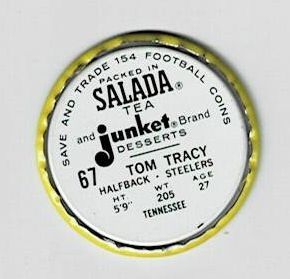 SAVE AND TRADE 154 FOOTBALL COINS
PACKED IN
SALADA®
TEA
and junket® Brand
DESSERTS
67 TOM TRACY
HALFBACK - STEELERS
HT. WT AGE
5'9" 205 27
TENNESSEE